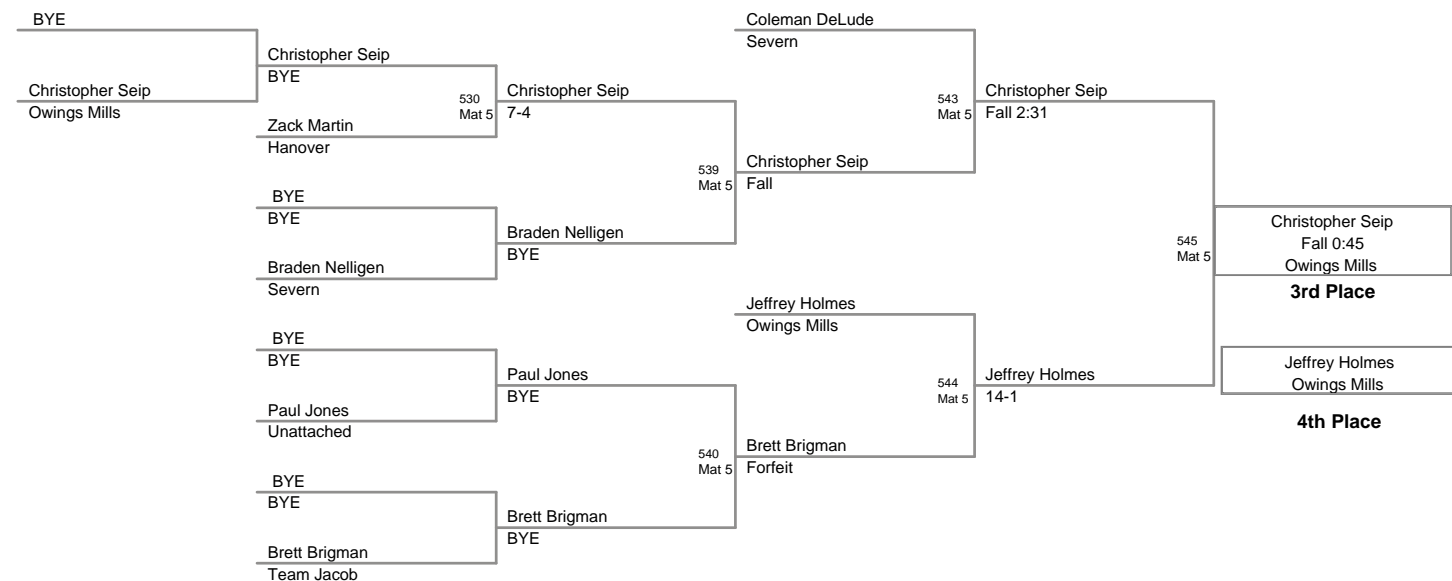 BYE
Coleman DeLude
Severn
Christopher Seip
BYE
Christopher Seip
Owings Mills
530
Mat 5
Christopher Seip
7-4
543
Mat 5
Christopher Seip
Fall 2:31
Zack Martin
Hanover
539
Mat 5
Christopher Seip
Fall
BYE
BYE
Braden Nelligen
BYE
545
Mat 5
Christopher Seip
Fall 0:45
Owings Mills
3rd Place
Braden Nelligen
Severn
Jeffrey Holmes
Owings Mills
BYE
BYE
Paul Jones
BYE
544
Mat 5
Jeffrey Holmes
14-1
Jeffrey Holmes
Owings Mills
4th Place
Paul Jones
Unattached
540
Mat 5
Brett Brigman
Forfeit
BYE
BYE
Brett Brigman
BYE
Brett Brigman
Team Jacob